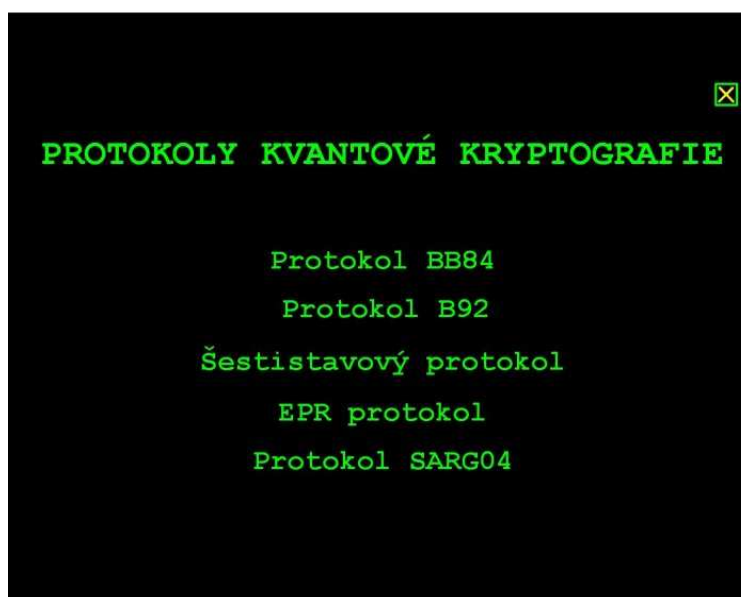 PROTOKOLY KVANTOVÉ KRYPTOGRAFIE
Protokol BB84
Protokol B92
Šestistavový protokol
EPR protokol
Protokol SARG04